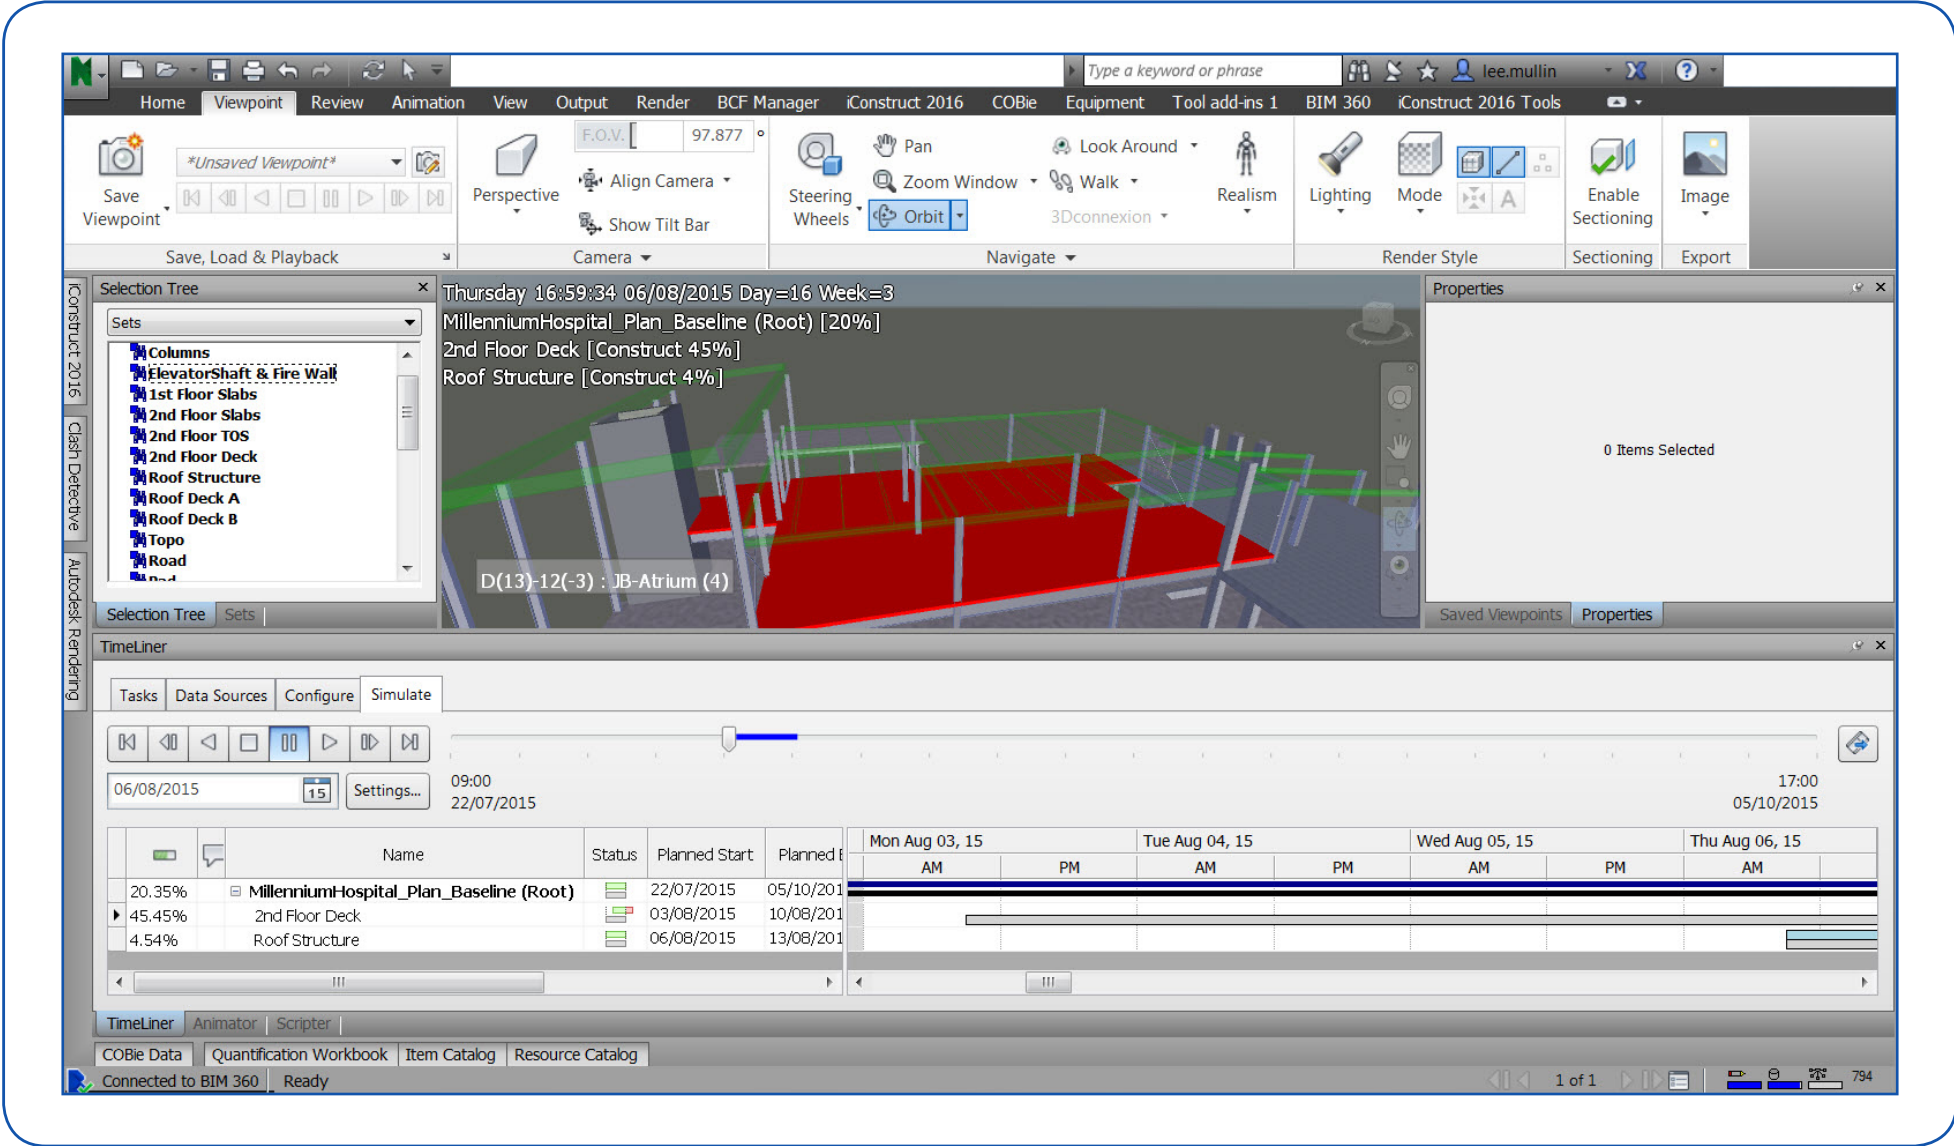 Type a keyword or phrase
lee.mullin
Home Viewpoint Review Animation View Output Render BCF Manager iConstruct 2016 COBie Equipment Tool add-ins 1 BIM 360 iConstruct 2016 Tools
Save Viewpoint
*Unsaved Viewpoint*
Save, Load & Playback
Perspective
F.O.V. 97.877 °
Align Camera
Show Tilt Bar
Camera
Steering Wheels
Pan
Zoom Window
Orbit
Look Around
Walk
3Dconnexion
Realism
Navigate
Lighting
Mode
A
Render Style
Enable Sectioning
Sectioning
Image
Export
iConstruct 2016
Clash Detective
Autodesk Rendering
Selection Tree
Sets
Columns
ElevatorShaft & Fire Wall
1st Floor Slabs
2nd Floor Slabs
2nd Floor TOS
2nd Floor Deck
Roof Structure
Roof Deck A
Roof Deck B
Topo
Road
Selection Tree Sets
Thursday 16:59:34 06/08/2015 Day=16 Week=3
MillenniumHospital_Plan_Baseline (Root) [20%]
2nd Floor Deck [Construct 45%]
Roof Structure [Construct 4%]
D(13)-12(-3) : JB-Atrium (4)
Properties
0 Items Selected
Saved Viewpoints Properties
TimeLiner
Tasks Data Sources Configure Simulate
06/08/2015 15 Settings...
09:00
22/07/2015
17:00
05/10/2015
Name Status Planned Start Planned E
20.35% MillenniumHospital_Plan_Baseline (Root) 22/07/2015 05/10/201
45.45% 2nd Floor Deck 03/08/2015 10/08/201
4.54% Roof Structure 06/08/2015 13/08/201
Mon Aug 03, 15 Tue Aug 04, 15 Wed Aug 05, 15 Thu Aug 06, 15
AM PM AM PM AM PM AM
TimeLiner Animator Scripter
COBie Data Quantification Workbook Item Catalog Resource Catalog
Connected to BIM 360 Ready
1 of 1
794